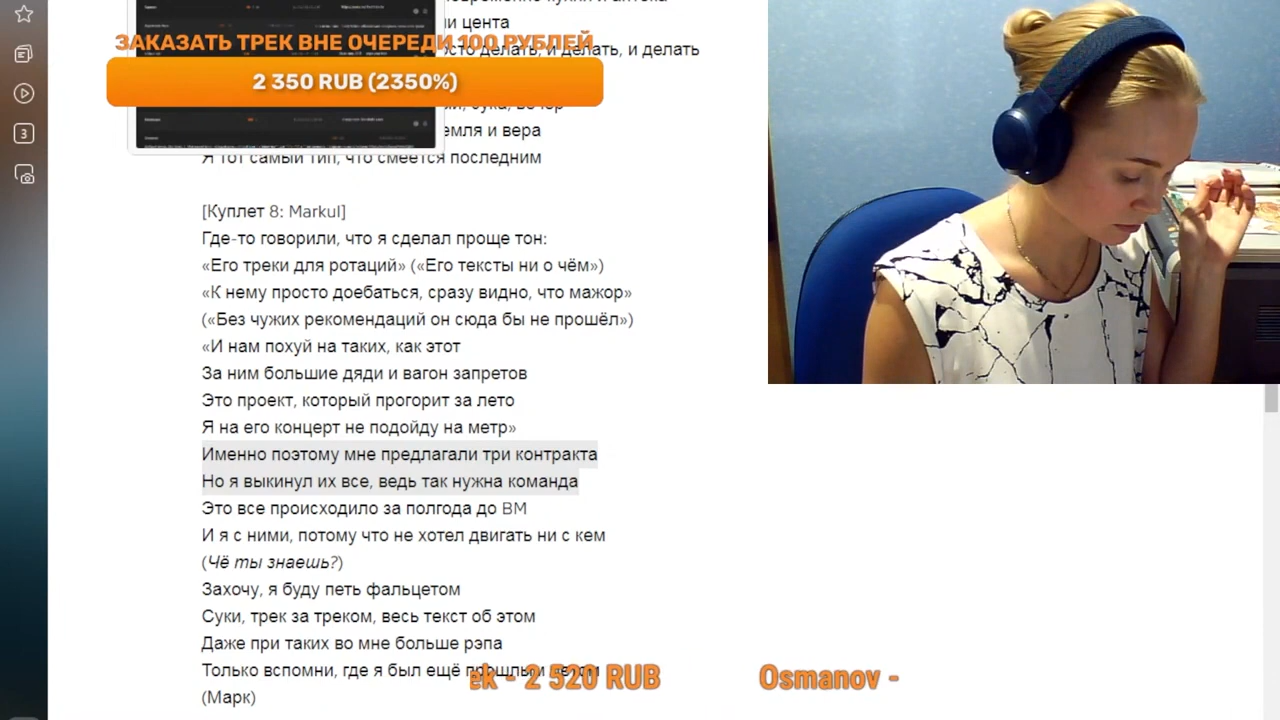 ни цента
ЗАКАЗАТЬ ТРЕК ВНЕ ОЧЕРЕДИ 100 РУБЛЕЙ
делать, и делать, и делать
2 350 RUB (2350%)
3
и вера
Я тот самый тип, что смеётся последним
[Куплет 8: Markul]
Где-то говорили, что я сделал проще тон:
«Его треки для ротаций» («Его тексты ни о чём»)
«К нему просто доебаться, сразу видно, что мажор»
(«Без чужих рекомендаций он сюда бы не прошёл»)
«И нам похуй на таких, как этот
За ним большие дяди и вагон запретов
Это проект, который прогорит за лето
Я на его концерт не подойду на метр»
Именно поэтому мне предлагали три контракта
Но я выкинул их все, ведь так нужна команда
Это все происходило за полгода до BM
И я с ними, потому что не хотел двигать ни с кем
(Чё ты знаешь?)
Захочу, я буду петь фальцетом
Суки, трек за треком, весь текст об этом
Даже при таких во мне больше рэпа
Только вспомни, где я был ещё прошлым
ek - 2 520 RUB
Osmanov -
(Марк)